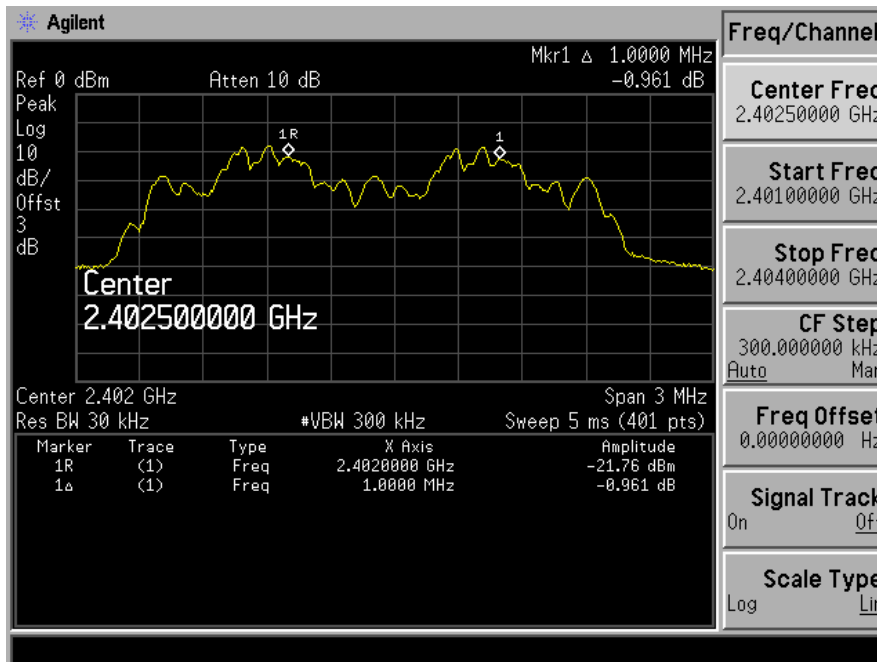 Agilent
Freq/Channel
Mkr1 Δ 1.0000 MHz
Ref 0 dBm Atten 10 dB -0.961 dB
Peak
Log
10
dB/
Offst
3
dB
1R
1
Center
2.402500000 GHz
Center 2.402 GHz Span 3 MHz
Res BW 30 kHz #VBW 300 kHz Sweep 5 ms (401 pts)
Marker Trace Type X Axis Amplitude
1R (1) Freq 2.4020000 GHz -21.76 dBm
1Δ (1) Freq 1.0000 MHz -0.961 dB
Center Freq
2.40250000 GHz
Start Freq
2.40100000 GHz
Stop Freq
2.40400000 GHz
CF Step
300.000000 kHz
Auto Man
Freq Offset
0.00000000 Hz
Signal Track
On Off
Scale Type
Log Lin